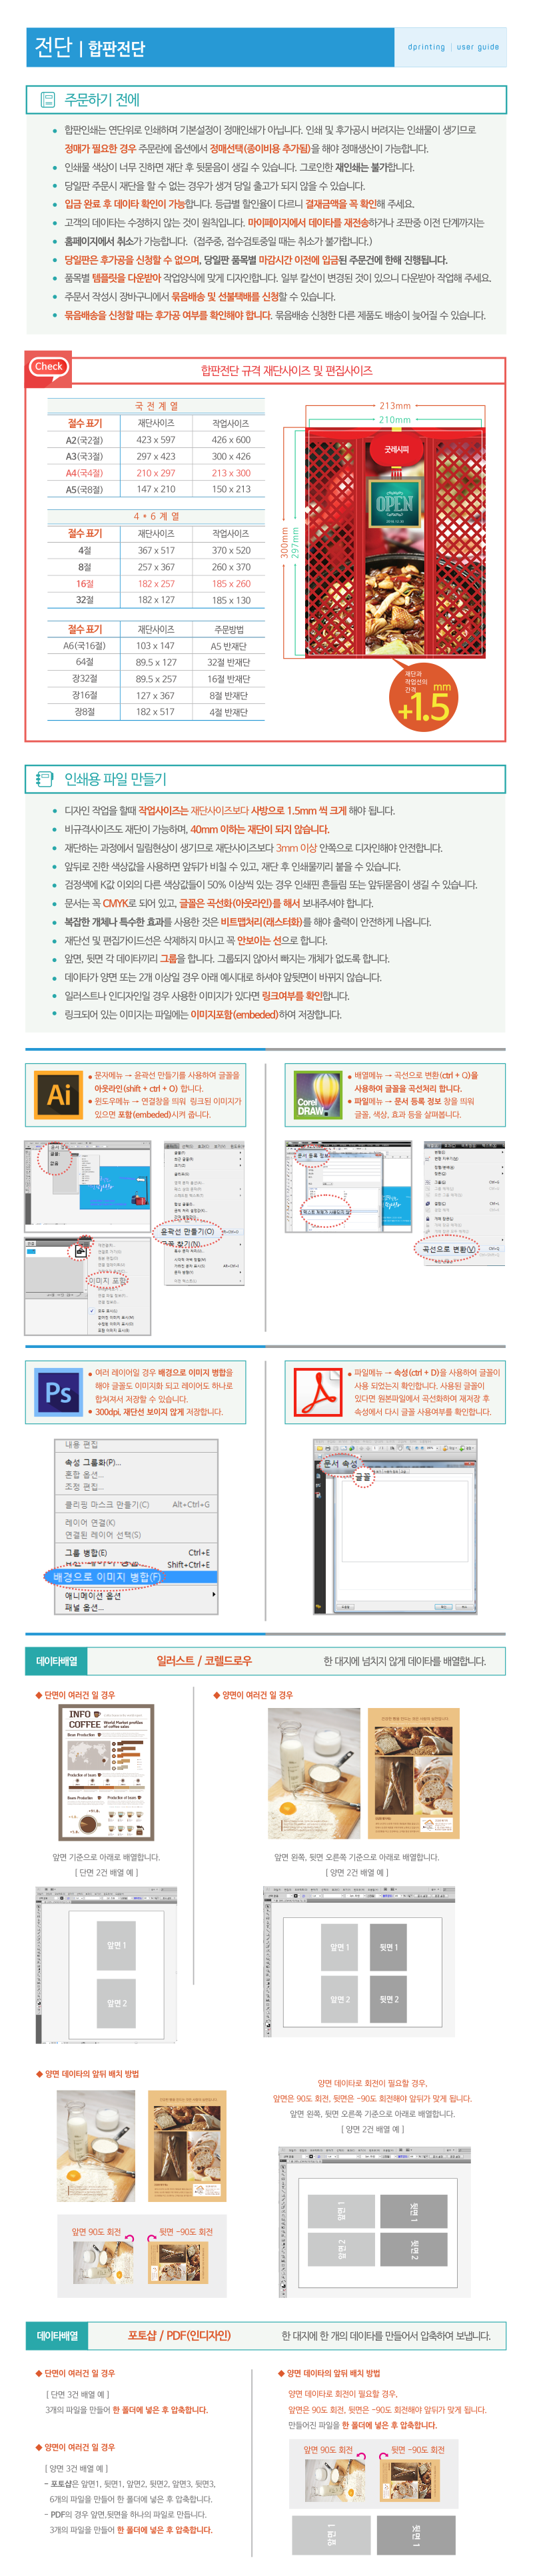 전단 | 합판전단
dprinting | user guide
주문하기 전에
합판인쇄는 연단위로 인쇄하며 기본설정이 정매인쇄가 아닙니다. 인쇄 및 후가공시 버려지는 인쇄물이 생기므로
정매가 필요한 경우 주문란에 옵션에서 정매선택(종이비용 추가됨)을 해야 정매생산이 가능합니다.
인쇄물 색상이 너무 진하면 재단 후 뒷묻음이 생길 수 있습니다. 그로인한 재인쇄는 불가합니다.
당일판 주문시 재단을 할 수 없는 경우가 생겨 당일 출고가 되지 않을 수 있습니다.
입금 완료 후 데이타 확인이 가능합니다. 등급별 할인율이 다르니 결재금액을 꼭 확인해 주세요.
고객의 데이타는 수정하지 않는 것이 원칙입니다. 마이페이지에서 데이타를 재전송하거나 조판중 이전 단계까지는
홈페이지에서 취소가 가능합니다. (접주중, 접수검토중일 때는 취소가 불가합니다.)
당일판은 후가공을 신청할 수 없으며, 당일판 품목별 마감시간 이전에 입금된 주문건에 한해 진행됩니다.
품목별 템플릿을 다운받아 작업양식에 맞게 디자인합니다. 일부 칼선이 변경된 것이 있으니 다운받아 작업해 주세요.
주문서 작성시 장바구니에서 묶음배송 및 선불택배를 신청할 수 있습니다.
묶음배송을 신청할 때는 후가공 여부를 확인해야 합니다. 묶음배송 신청한 다른 제품도 배송이 늦어질 수 있습니다.
Check
합판전단 규격 재단사이즈 및 편집사이즈
국 전 계 열
절수 표기 재단사이즈 작업사이즈
A2(국2절) 423 x 597 426 x 600
A3(국3절) 297 x 423 300 x 426
A4(국4절) 210 x 297 213 x 300
A5(국8절) 147 x 210 150 x 213
4 * 6 계 열
절수 표기 재단사이즈 작업사이즈
4절 367 x 517 370 x 520
8절 257 x 367 260 x 370
16절 182 x 257 185 x 260
32절 182 x 127 185 x 130
절수 표기 재단사이즈 주문방법
A6(국16절) 103 x 147 A5 반재단
64절 89.5 x 127 32절 반재단
장32절 89.5 x 257 16절 반재단
장16절 127 x 367 8절 반재단
장8절 182 x 517 4절 반재단
213mm
210mm
300mm
297mm
굿레시피
OPEN
재단과
작업선의
간격
+1.5 mm
인쇄용 파일 만들기
디자인 작업을 할때 작업사이즈는 재단사이즈보다 사방으로 1.5mm 씩 크게 해야 됩니다.
비규격사이즈도 재단이 가능하며, 40mm 이하는 재단이 되지 않습니다.
재단하는 과정에서 밀림현상이 생기므로 재단사이즈보다 3mm 이상 안쪽으로 디자인해야 안전합니다.
앞뒤로 진한 색상값을 사용하면 앞뒤가 비칠 수 있고, 재단 후 인쇄물끼리 붙을 수 있습니다.
검정색에 K값 이외의 다른 색상값들이 50% 이상씩 있는 경우 인쇄핀 흔들림 또는 앞뒤묻음이 생길 수 있습니다.
문서는 꼭 CMYK로 되어 있고, 글꼴은 곡선화(아웃라인)를 해서 보내주셔야 합니다.
복잡한 개체나 특수한 효과를 사용한 것은 비트맵처리(래스터화)를 해야 출력이 안전하게 나옵니다.
재단선 및 편집가이드선은 삭제하지 마시고 꼭 안보이는 선으로 합니다.
앞면, 뒷면 각 데이타끼리 그룹을 합니다. 그룹되지 않아서 빠지는 개체가 없도록 합니다.
데이타가 양면 또는 2개 이상일 경우 아래 예시대로 하셔야 앞뒷면이 바뀌지 않습니다.
일러스트나 인디자인일 경우 사용한 이미지가 있다면 링크여부를 확인합니다.
링크되어 있는 이미지는 파일에는 이미지포함(embeded)하여 저장합니다.
Ai
문자메뉴 → 윤곽선 만들기를 사용하여 글꼴을
아웃라인(shift + ctrl + O) 합니다.
윈도우메뉴 → 연결창을 띄워 링크된 이미지가
있으면 포함(embeded)시켜 줍니다.
Corel
DRAW
배열메뉴 → 곡선으로 변환(ctrl + Q)을
사용하여 글꼴을 곡선처리 합니다.
파일메뉴 → 문서 등록 정보 창을 띄워
글꼴, 색상, 효과 등을 살펴봅니다.
윤곽선 만들기(O)
이미지 포함
곡선으로 변환(V)
Ps
여러 레이어일 경우 배경으로 이미지 병합을
해야 글꼴도 이미지화 되고 레이어도 하나로
합쳐져서 저장할 수 있습니다.
300dpi, 재단선 보이지 않게 저장합니다.
파일메뉴 → 속성(ctrl + D)을 사용하여 글꼴이
사용 되었는지 확인합니다. 사용된 글꼴이
있다면 원본파일에서 곡선화하여 재저장 후
속성에서 다시 글꼴 사용여부를 확인합니다.
내용 편집
속성 그룹화(P)...
혼합 옵션...
조정 편집...
클리핑 마스크 만들기(C) Alt+Ctrl+G
레이어 연결(K)
연결된 레이어 선택(S)
그룹 병합(E) Ctrl+E
Shift+Ctrl+E
배경으로 이미지 병합(F)
애니메이션 옵션
패널 옵션...
문서 속성
글꼴
데이타배열
일러스트 / 코렐드로우
한 대지에 넘치지 않게 데이타를 배열합니다.
◆ 단면이 여러건 일 경우
◆ 양면이 여러건 일 경우
INFO
COFFEE World Market profiles
of coffee sales
앞면 기준으로 아래로 배열합니다.
[ 단면 2건 배열 예 ]
앞면 왼쪽, 뒷면 오른쪽 기준으로 아래로 배열합니다.
[ 양면 2건 배열 예 ]
앞면 1
앞면 2
앞면 1 뒷면 1
앞면 2 뒷면 2
◆ 양면 데이타의 앞뒤 배치 방법
양면 데이타로 회전이 필요할 경우,
앞면은 90도 회전, 뒷면은 -90도 회전해야 앞뒤가 맞게 됩니다.
앞면 왼쪽, 뒷면 오른쪽 기준으로 아래로 배열합니다.
[ 양면 2건 배열 예 ]
앞면 90도 회전 뒷면 -90도 회전
앞면 1 뒷면 1
앞면 2 뒷면 2
데이타배열
포토샵 / PDF(인디자인)
한 대지에 한 개의 데이타를 만들어서 압축하여 보냅니다.
◆ 단면이 여러건 일 경우
[ 단면 3건 배열 예 ]
3개의 파일을 만들어 한 폴더에 넣은 후 압축합니다.
◆ 양면이 여러건 일 경우
[ 양면 3건 배열 예 ]
- 포토샵은 앞면1, 뒷면1, 앞면2, 뒷면2, 앞면3, 뒷면3,
6개의 파일을 만들어 한 폴더에 넣은 후 압축합니다.
- PDF의 경우 앞면,뒷면을 하나의 파일로 만듭니다.
3개의 파일을 만들어 한 폴더에 넣은 후 압축합니다.
◆ 양면 데이타의 앞뒤 배치 방법
양면 데이타로 회전이 필요할 경우,
앞면은 90도 회전, 뒷면은 -90도 회전해야 앞뒤가 맞게 됩니다.
만들어진 파일을 한 폴더에 넣은 후 압축합니다.
앞면 90도 회전 뒷면 -90도 회전
앞면 1 뒷면 1